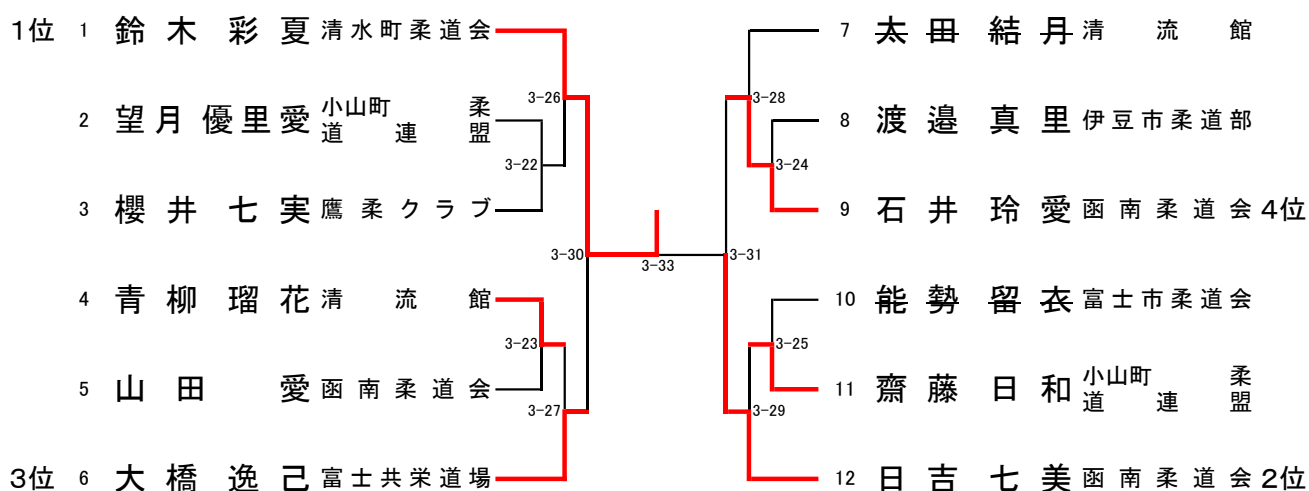 1位 1 鈴木彩夏 清水町柔道会
2 望月優里愛 小山町柔道連盟
3 櫻井七実 鷹柔クラブ
4 青柳瑠花 清流館
5 山田愛 函南柔道会
3位 6 大橋逸己 富士共栄道場
3-26
3-22
3-23
3-27
3-30
3-33
3-31
3-28
3-24
3-25
3-29
7 太田結月 清流館
8 渡邉真里 伊豆市柔道部
9 石井玲愛 函南柔道会 4位
10 能勢留衣 富士市柔道会
11 齋藤日和 小山町柔道連盟
12 日吉七美 函南柔道会 2位